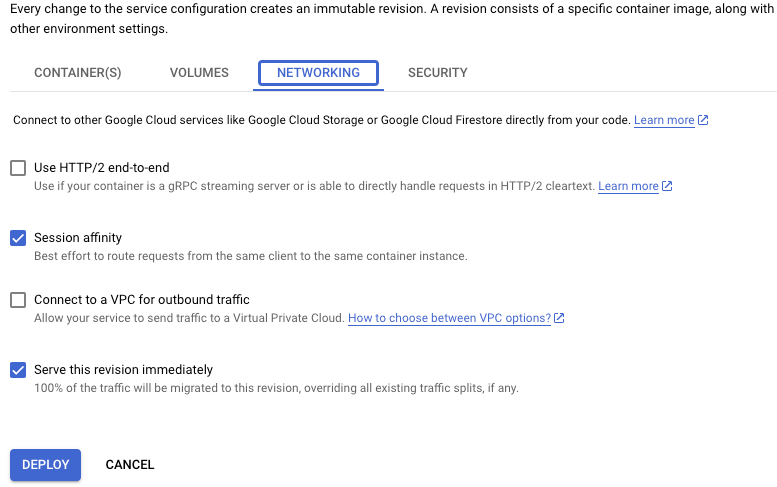 Every change to the service configuration creates an immutable revision. A revision consists of a specific container image, along with
other environment settings.
CONTAINER(S) VOLUMES NETWORKING SECURITY
Connect to other Google Cloud services like Google Cloud Storage or Google Cloud Firestore directly from your code. Learn more
Use HTTP/2 end-to-end
Use if your container is a gRPC streaming server or is able to directly handle requests in HTTP/2 cleartext. Learn more
Session affinity
Best effort to route requests from the same client to the same container instance.
Connect to a VPC for outbound traffic
Allow your service to send traffic to a Virtual Private Cloud. How to choose between VPC options?
Serve this revision immediately
100% of the traffic will be migrated to this revision, overriding all existing traffic splits, if any.
DEPLOY CANCEL